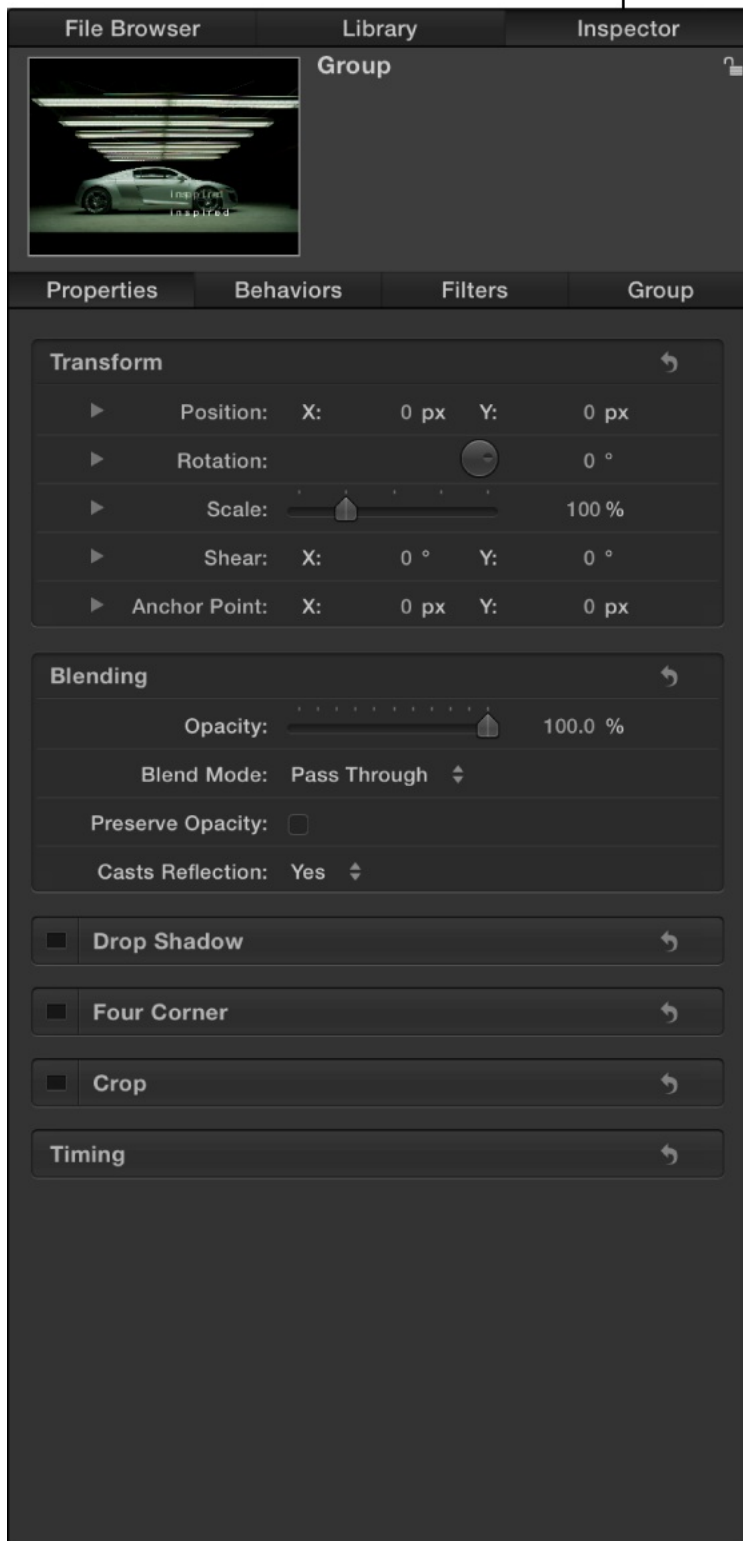 File Browser Library Inspector
Group
inspired
inspired
Properties Behaviors Filters Group
Transform
Position: X: 0 px Y: 0 px
Rotation: 0 °
Scale: 100 %
Shear: X: 0 ° Y: 0 °
Anchor Point: X: 0 px Y: 0 px
Blending
Opacity: 100.0 %
Blend Mode: Pass Through
Preserve Opacity:
Casts Reflection: Yes
Drop Shadow
Four Corner
Crop
Timing